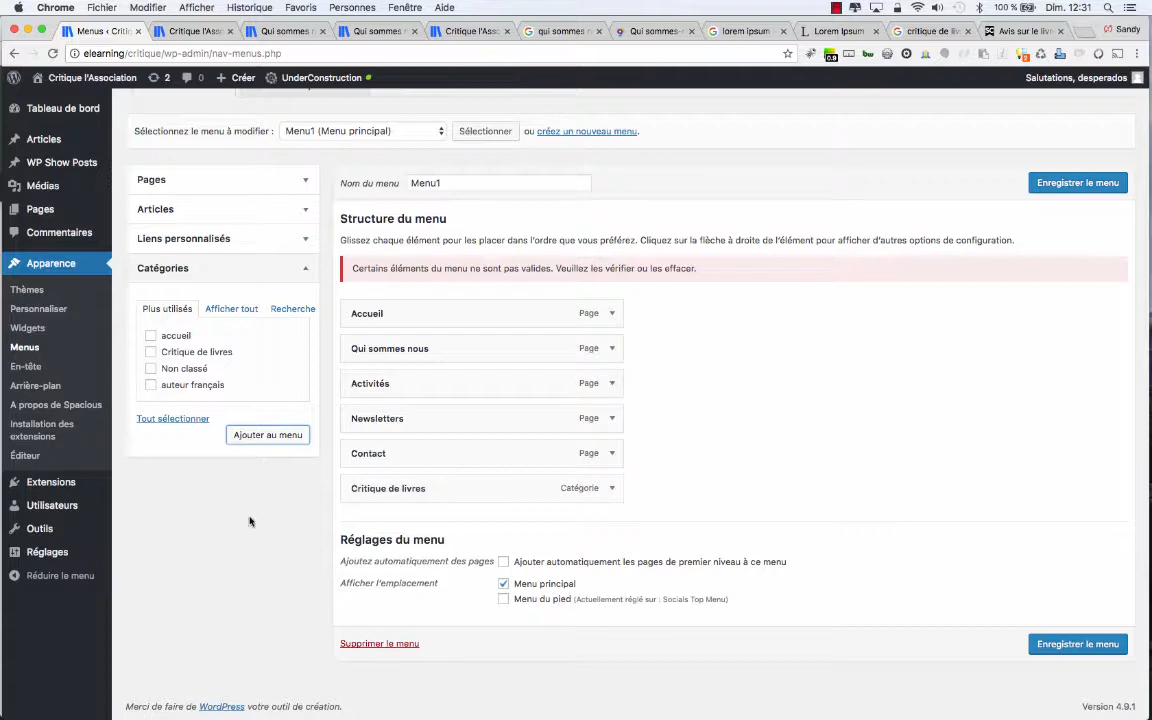 Chrome Fichier Modifier Afficher Historique Favoris Personnes Fenêtre Aide 100 % Dim. 12:31
Menus ‹ Critiq Critique l'Asso Qui sommes n Qui sommes Critique l'Asso qui sommes n Qui-sommes- lorem ipsum Lorem Ipsum critique de liv Avis sur le livr Sandy
elearning/critique/wp-admin/nav-menus.php
Critique l'Association 2 0 Créer UnderConstruction Salutations, desperados
Tableau de bord
Articles
WP Show Posts
Médias
Pages
Commentaires
Apparence
Thèmes
Personnaliser
Widgets
Menus
En-tête
Arrière-plan
A propos de Spacious
Installation des
extensions
Éditeur
Extensions
Utilisateurs
Outils
Réglages
Réduire le menu
Sélectionnez le menu à modifier : Menu1 (Menu principal) Sélectionner ou créez un nouveau menu.
Pages
Articles
Liens personnalisés
Catégories
Plus utilisés Afficher tout Recherche
accueil
Critique de livres
Non classé
auteur français
Tout sélectionner
Ajouter au menu
Nom du menu Menu1 Enregistrer le menu
Structure du menu
Glissez chaque élément pour les placer dans l'ordre que vous préférez. Cliquez sur la flèche à droite de l'élément pour afficher d'autres options de configuration.
Certains éléments du menu ne sont pas valides. Veuillez les vérifier ou les effacer.
Accueil Page
Qui sommes nous Page
Activités Page
Newsletters Page
Contact Page
Critique de livres Catégorie
Réglages du menu
Ajoutez automatiquement des pages Ajouter automatiquement les pages de premier niveau à ce menu
Afficher l'emplacement Menu principal
Menu du pied (Actuellement réglé sur : Socials Top Menu)
Supprimer le menu Enregistrer le menu
Merci de faire de WordPress votre outil de création. Version 4.9.1